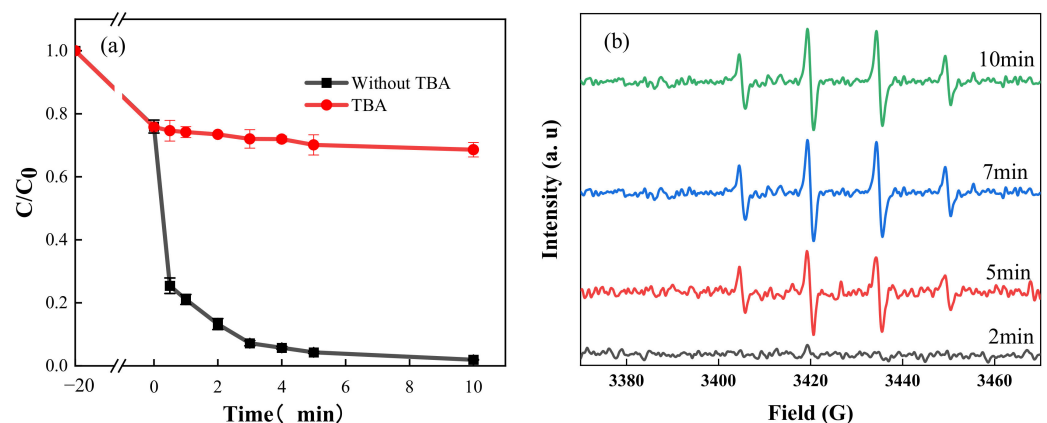 (a)
Without TBA
TBA
C/C0
1.0
0.8
0.6
0.4
0.2
0.0
−20
0
2
4
6
8
10
Time( min)
(b)
10min
7min
5min
2min
Intensity (a. u)
3380
3400
3420
3440
3460
Field (G)